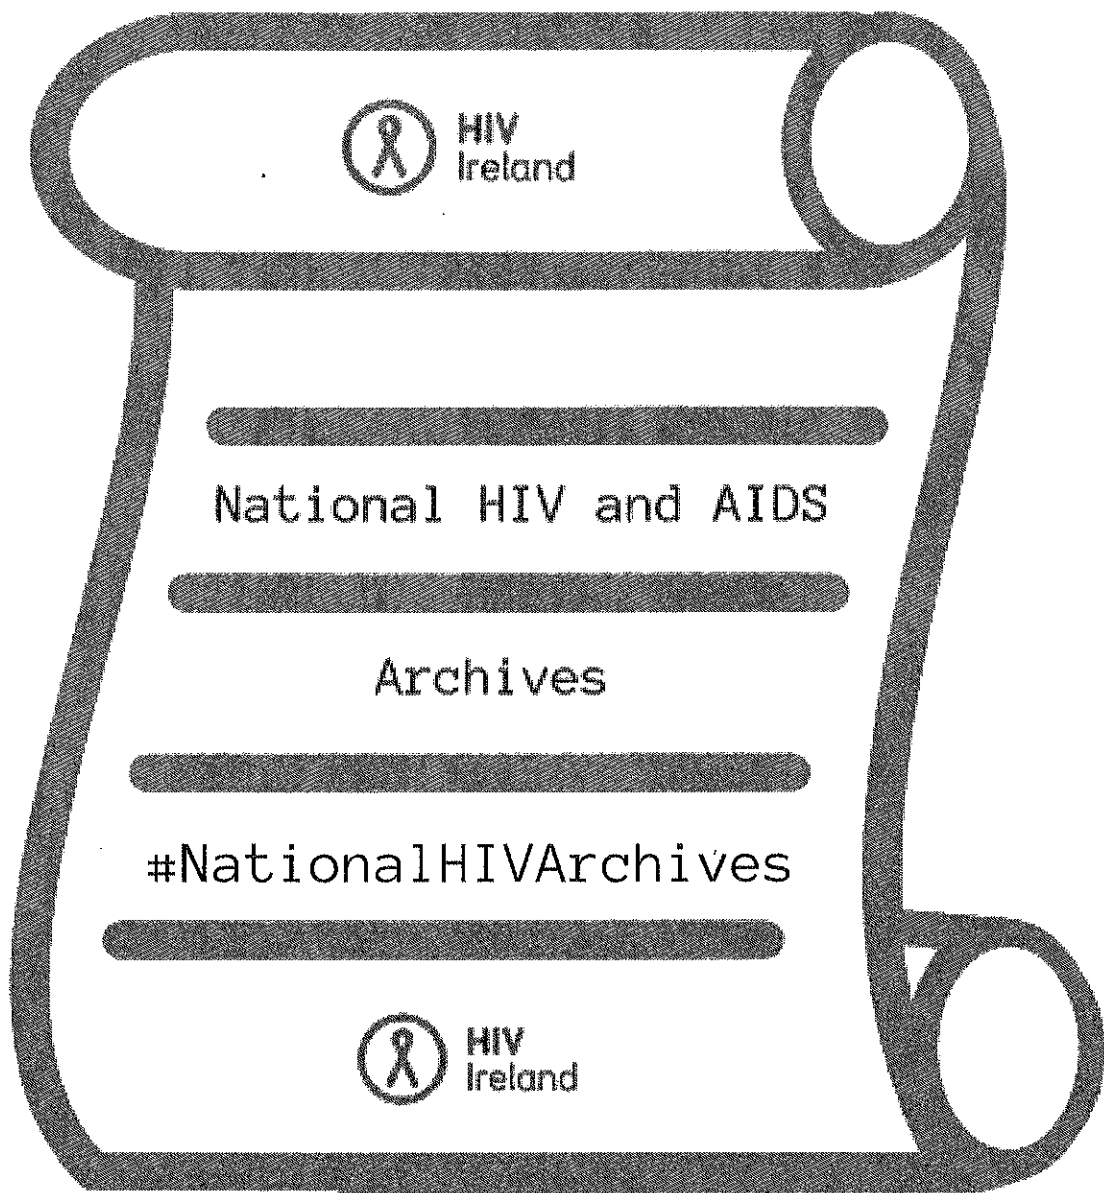 HIV
Ireland
National HIV and AIDS
Archives
#NationalHIVArchives
HIV
Ireland